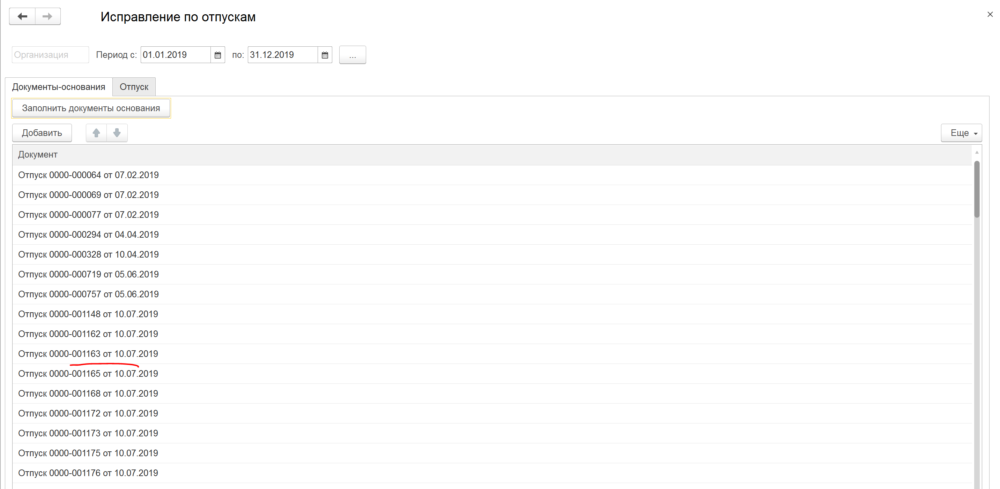 Исправление по отпускам
Организация Период с: 01.01.2019 по: 31.12.2019 ...
Документы-основания Отпуск
Заполнить документы основания
Добавить Еще
Документ
Отпуск 0000-000064 от 07.02.2019
Отпуск 0000-000069 от 07.02.2019
Отпуск 0000-000077 от 07.02.2019
Отпуск 0000-000294 от 04.04.2019
Отпуск 0000-000328 от 10.04.2019
Отпуск 0000-000719 от 05.06.2019
Отпуск 0000-000757 от 05.06.2019
Отпуск 0000-001148 от 10.07.2019
Отпуск 0000-001162 от 10.07.2019
Отпуск 0000-001163 от 10.07.2019
Отпуск 0000-001165 от 10.07.2019
Отпуск 0000-001168 от 10.07.2019
Отпуск 0000-001172 от 10.07.2019
Отпуск 0000-001173 от 10.07.2019
Отпуск 0000-001175 от 10.07.2019
Отпуск 0000-001176 от 10.07.2019